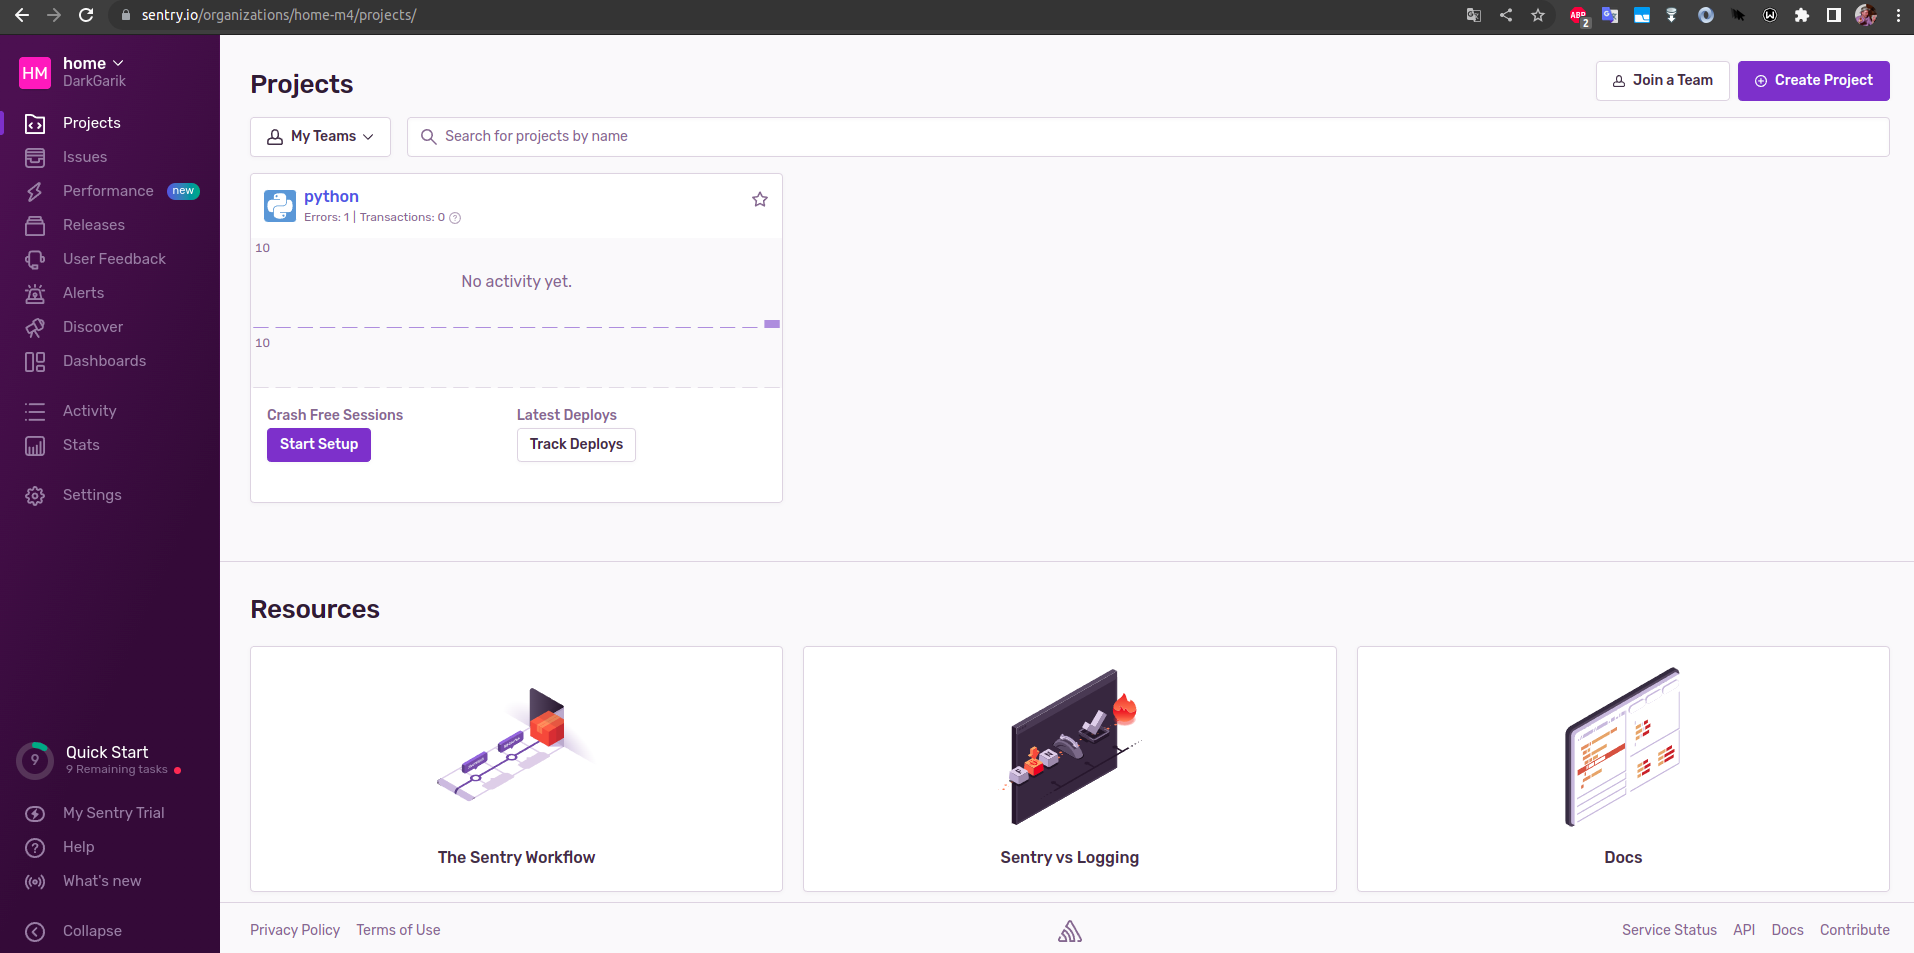 sentry.io/organizations/home-m4/projects/
ABP
2
HM
home
DarkGarik
Projects
Issues
Performance new
Releases
User Feedback
Alerts
Discover
Dashboards
Activity
Stats
Settings
9
Quick Start
9 Remaining tasks
My Sentry Trial
Help
What's new
Collapse
Projects
Join a Team
Create Project
My Teams
Search for projects by name
python
Errors: 1 | Transactions: 0
10
No activity yet.
10
Crash Free Sessions
Start Setup
Latest Deploys
Track Deploys
Resources
The Sentry Workflow
Sentry vs Logging
Docs
Privacy Policy
Terms of Use
Service Status
API
Docs
Contribute